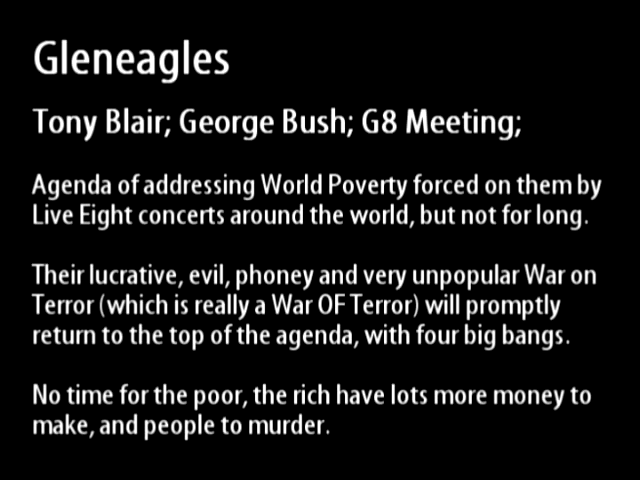 Gleneagles
Tony Blair; George Bush; G8 Meeting;
Agenda of addressing World Poverty forced on them by
Live Eight concerts around the world, but not for long.
Their lucrative, evil, phoney and very unpopular War on
Terror (which is really a War OF Terror) will promptly
return to the top of the agenda, with four big bangs.
No time for the poor, the rich have lots more money to
make, and people to murder.